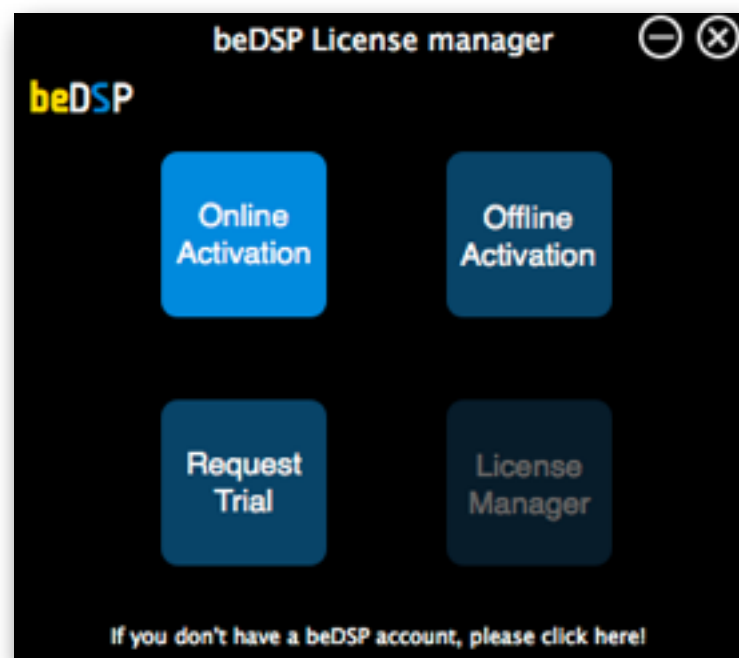 beDSP License manager
beDSP
Online
Activation
Offline
Activation
Request
Trial
License
Manager
If you don't have a beDSP account, please click here!